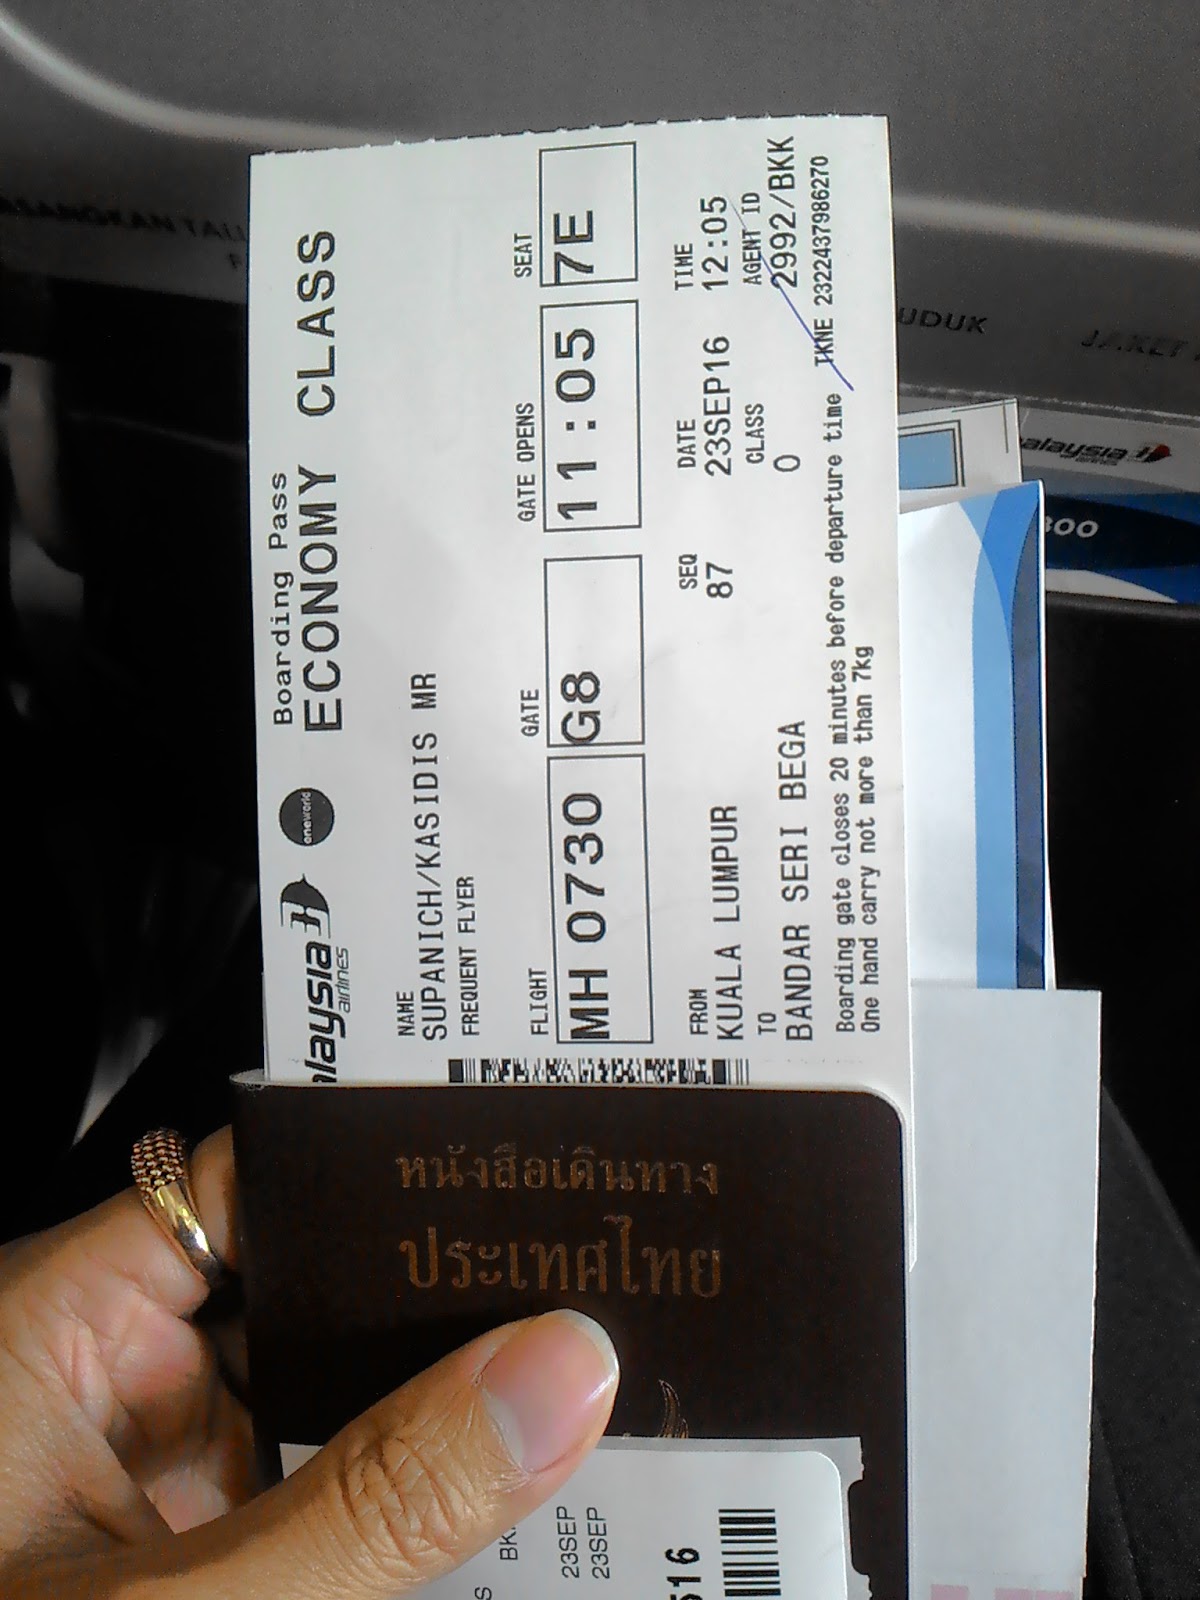 Boarding Pass
malaysia airlines oneworld ECONOMY CLASS
NAME
SUPANICH/KASIDIS MR
FREQUENT FLYER
FLIGHT GATE GATE OPENS SEAT
MH 0730 G8 11:05 7E
FROM SEQ DATE TIME
KUALA LUMPUR 87 23SEP16 12:05
TO CLASS AGENT ID
BANDAR SERI BEGA O 2992/BKK
Boarding gate closes 20 minutes before departure time TKNE 2322437986270
One hand carry not more than 7kg
หนังสือเดินทาง
ประเทศไทย
23SEP
23SEP
516
UDUK
JAKET
malaysia airlines